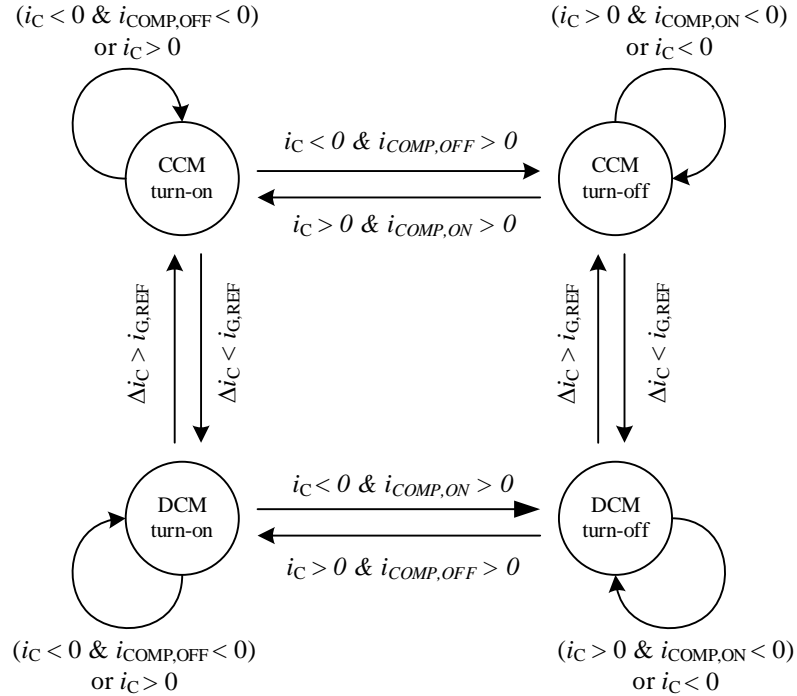 (iC < 0 & iCOMP,OFF < 0)
or iC > 0
(iC > 0 & iCOMP,ON < 0)
or iC < 0
CCM
turn-on
iC < 0 & iCOMP,OFF > 0
iC > 0 & iCOMP,ON > 0
CCM
turn-off
ΔiC > iG,REF
ΔiC < iG,REF
ΔiC > iG,REF
ΔiC < iG,REF
DCM
turn-on
iC < 0 & iCOMP,ON > 0
iC > 0 & iCOMP,OFF > 0
DCM
turn-off
(iC < 0 & iCOMP,OFF < 0)
or iC > 0
(iC > 0 & iCOMP,ON < 0)
or iC < 0